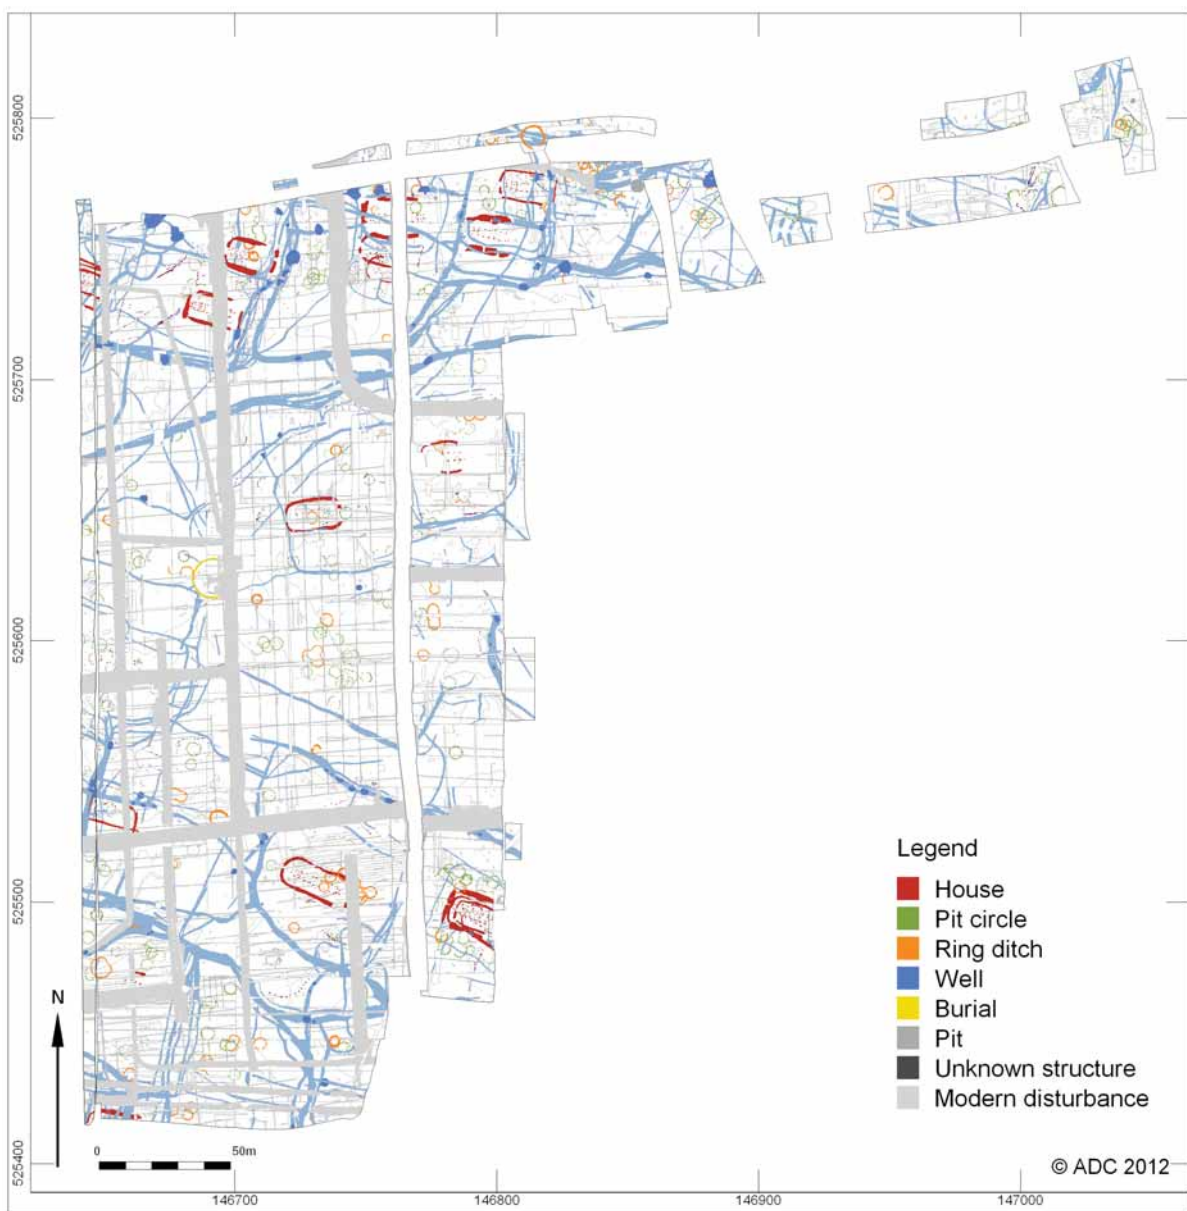 525800
525700
525600
525500
525400
N
0 50m
146700 146800 146900 147000
Legend
House
Pit circle
Ring ditch
Well
Burial
Pit
Unknown structure
Modern disturbance
© ADC 2012